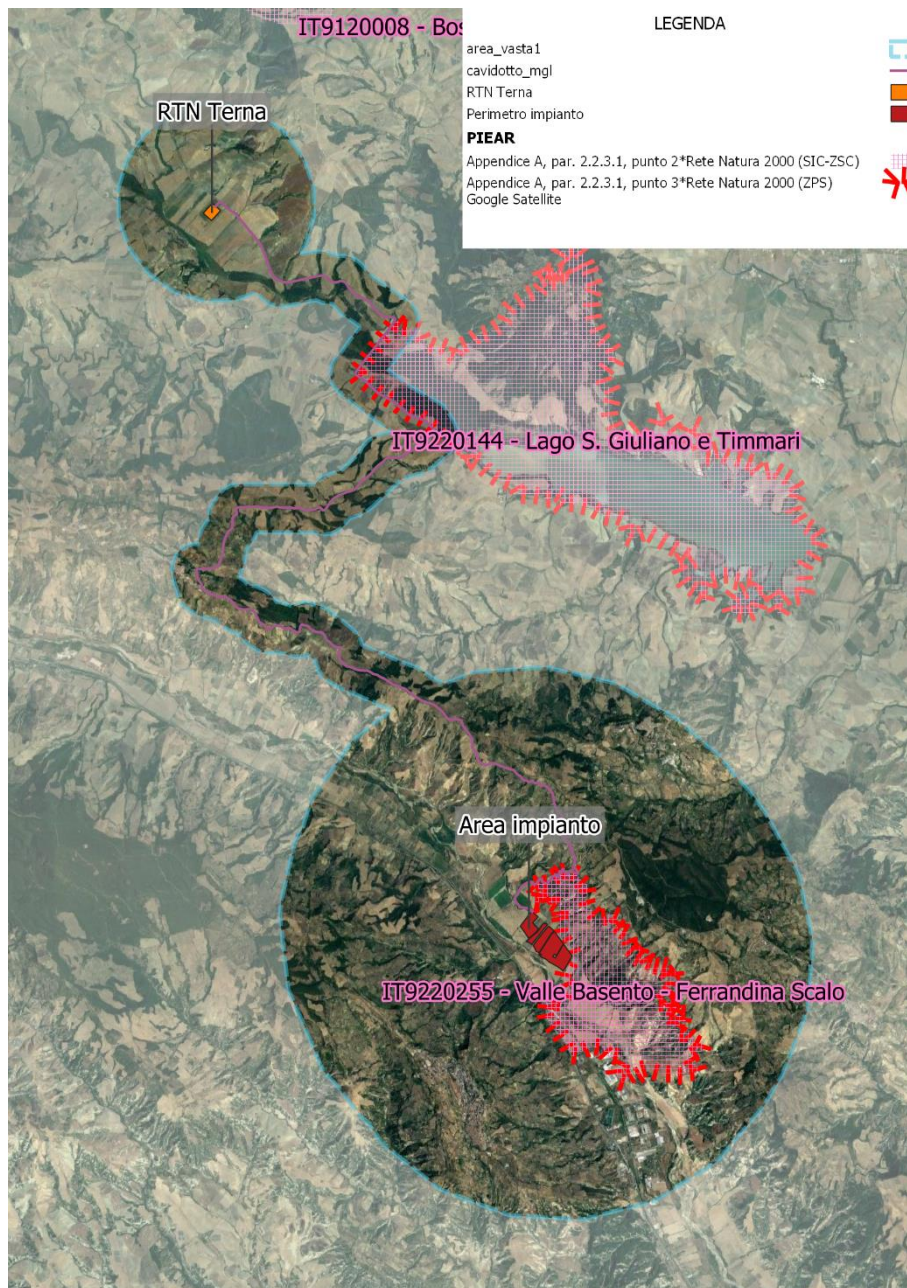 IT9120008 - Bos
LEGENDA
area_vasta1
cavidotto_mgl
RTN Terna
Perimetro impianto
PIEAR
Appendice A, par. 2.2.3.1, punto 2*Rete Natura 2000 (SIC-ZSC)
Appendice A, par. 2.2.3.1, punto 3*Rete Natura 2000 (ZPS)
Google Satellite
RTN Terna
IT9220144 - Lago S. Giuliano e Timmari
Area impianto
IT9220255 - Valle Basento - Ferrandina Scalo